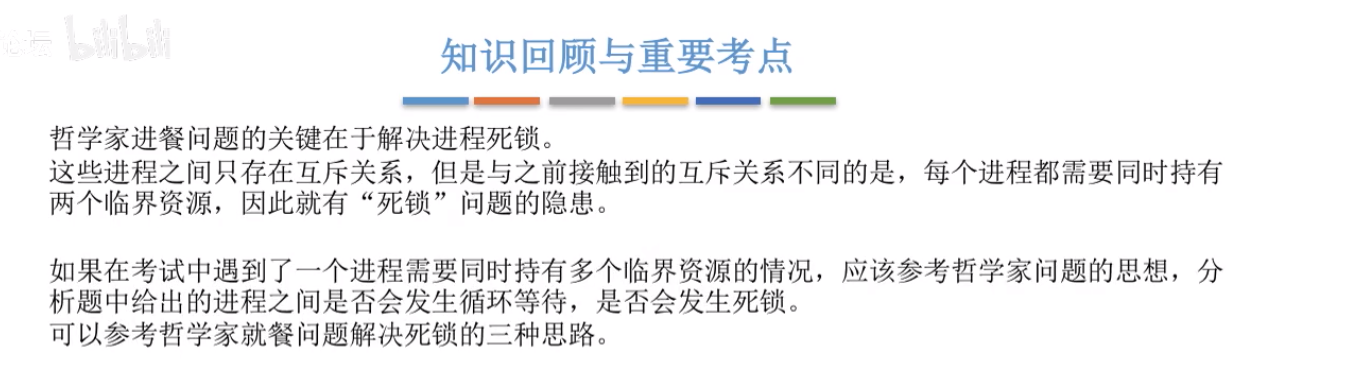 bilibili
知识回顾与重要考点
哲学家进餐问题的关键在于解决进程死锁。
这些进程之间只存在互斥关系，但是与之前接触到的互斥关系不同的是，每个进程都需要同时持有
两个临界资源，因此就有“死锁”问题的隐患。
如果在考试中遇到了一个进程需要同时持有多个临界资源的情况，应该参考哲学家问题的思想，分
析题中给出的进程之间是否会发生循环等待，是否会发生死锁。
可以参考哲学家就餐问题解决死锁的三种思路。